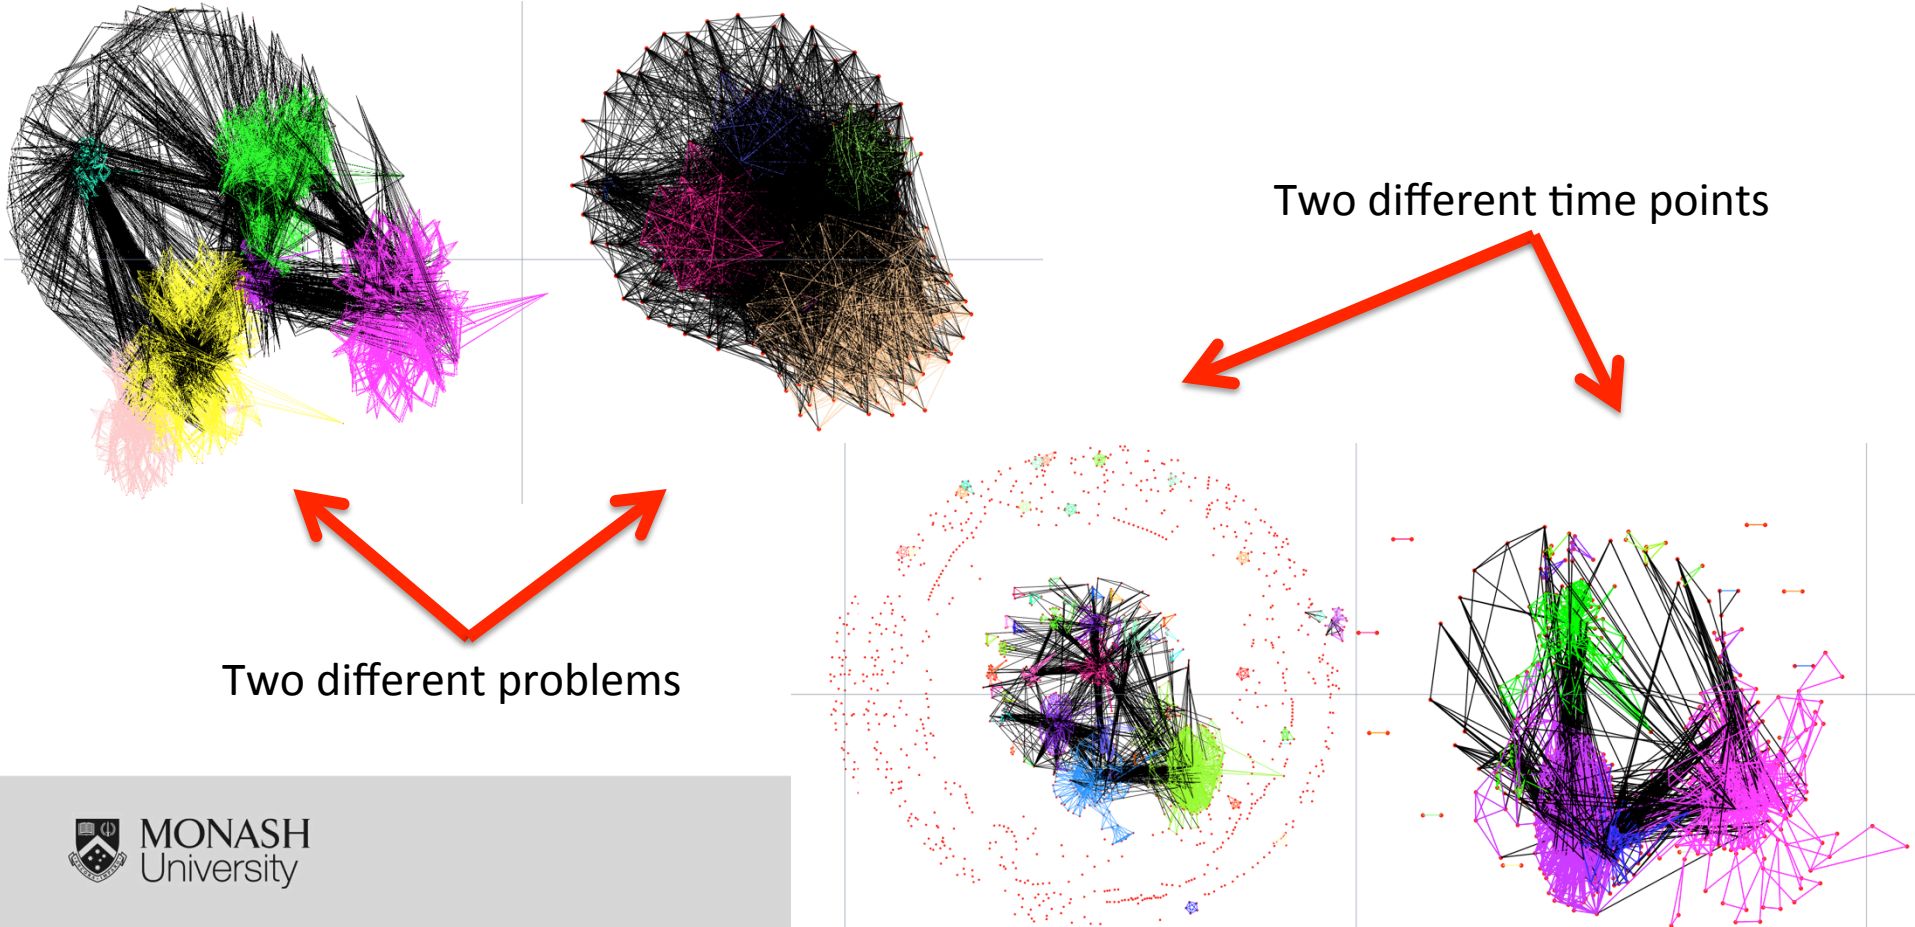 Two different time points
Two different problems
MONASH
University